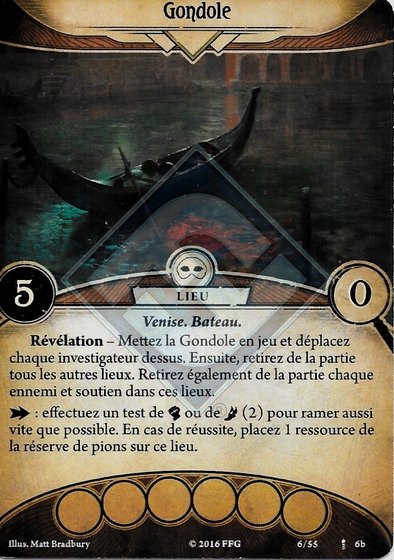 Gondole
5
LIEU
0
Venise. Bateau.
Révélation – Mettez la Gondole en jeu et déplacez
chaque investigateur dessus. Ensuite, retirez de la partie
tous les autres lieux. Retirez également de la partie chaque
ennemi et soutien dans ces lieux.
: effectuez un test de ou de (2) pour ramer aussi
vite que possible. En cas de réussite, placez 1 ressource de
la réserve de pions sur ce lieu.
Illus. Matt Bradbury © 2016 FFG 6/55 6b